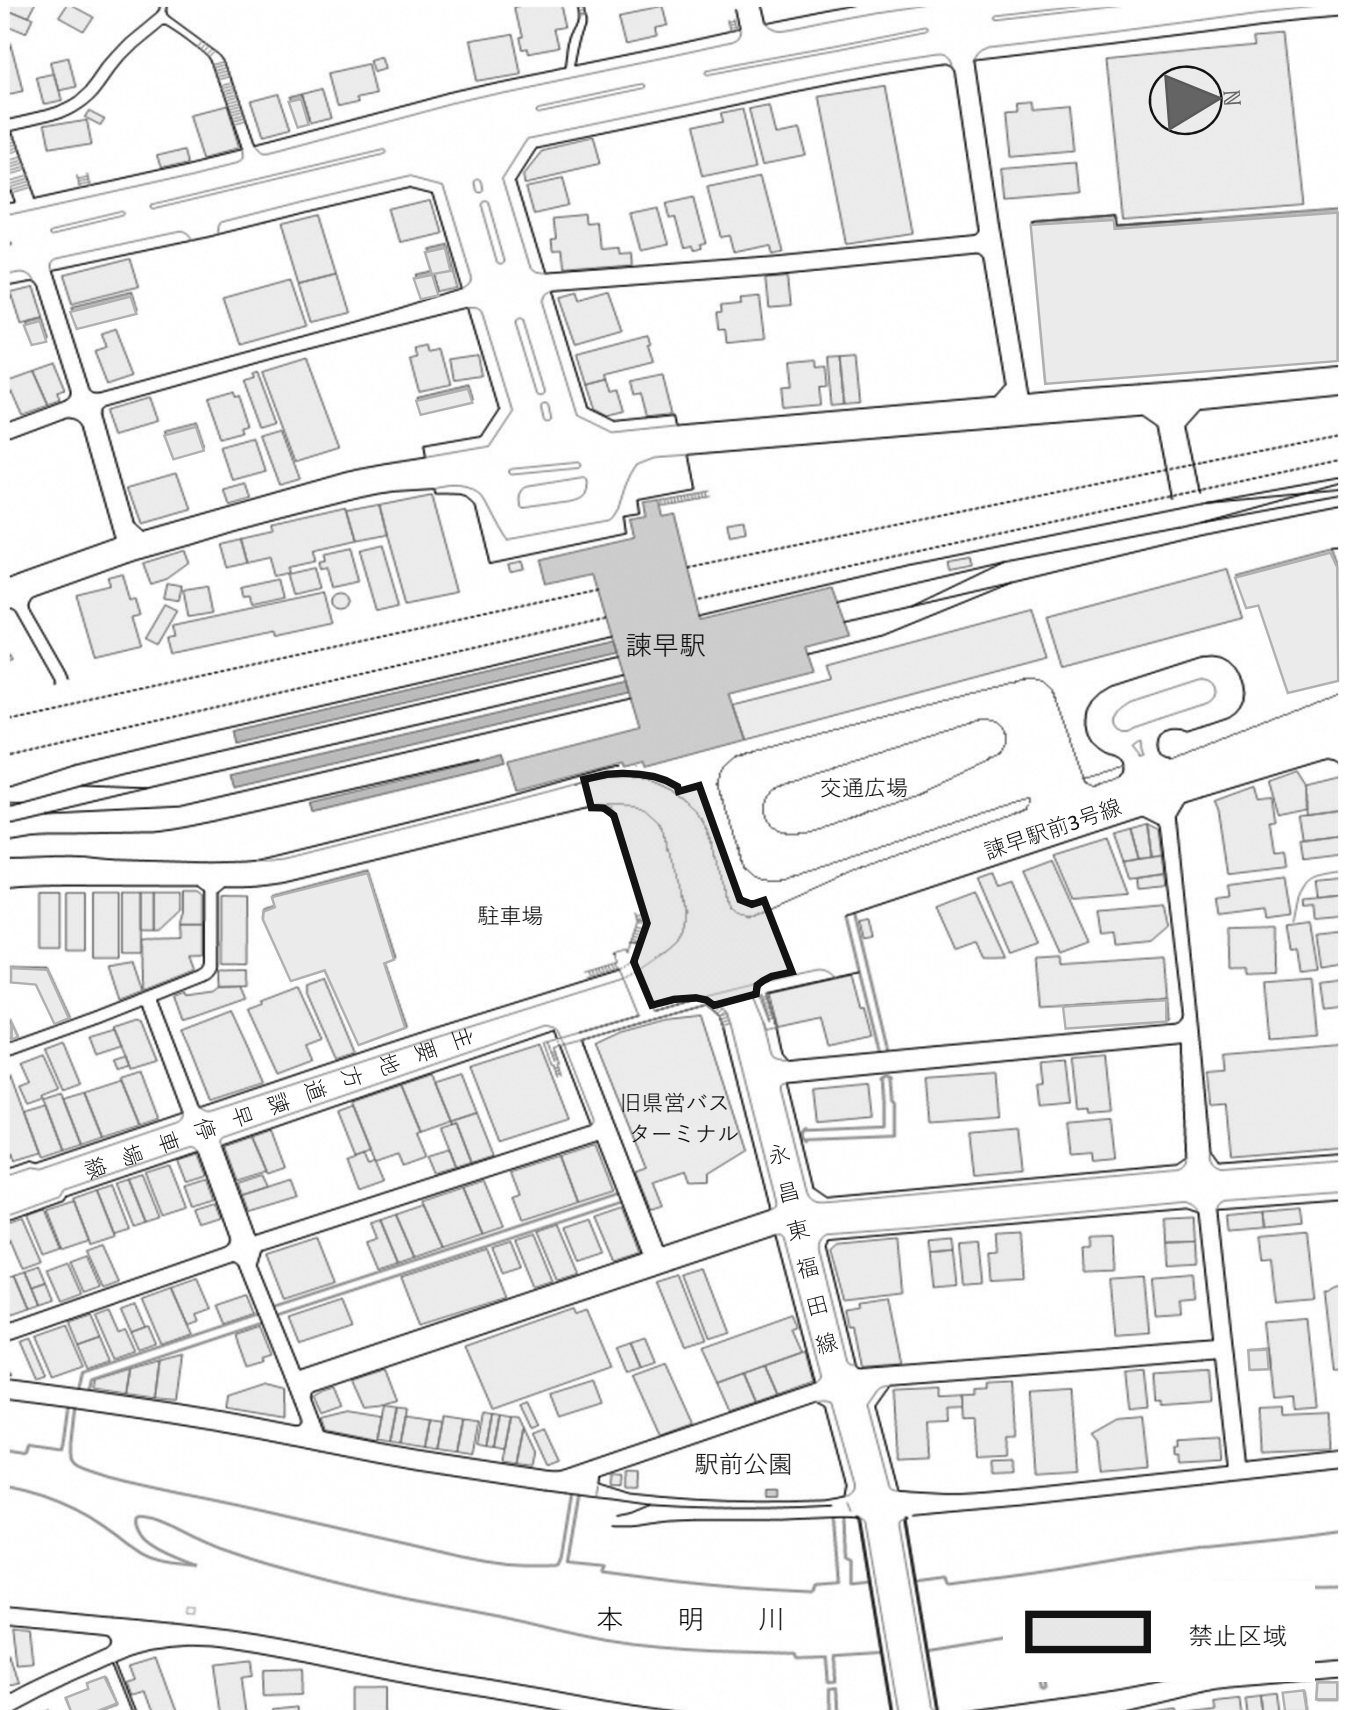 N
諫早駅
交通広場
諫早駅前3号線
駐車場
主要地方道諫早停車場線
旧県営バス
ターミナル
永昌東福田線
駅前公園
本明川
禁止区域